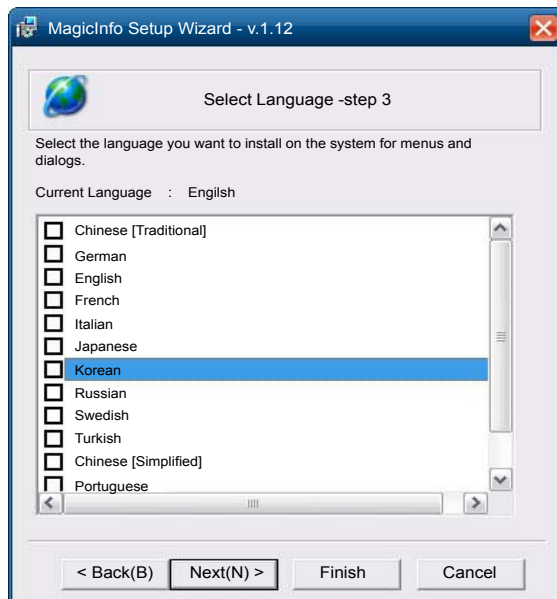 MagicInfo Setup Wizard - v.1.12
Select Language -step 3
Select the language you want to install on the system for menus and
dialogs.
Current Language : Engilsh
Chinese [Traditional]
German
English
French
Italian
Japanese
Korean
Russian
Swedish
Turkish
Chinese [Simplified]
Portuguese
< Back(B) Next(N) > Finish Cancel